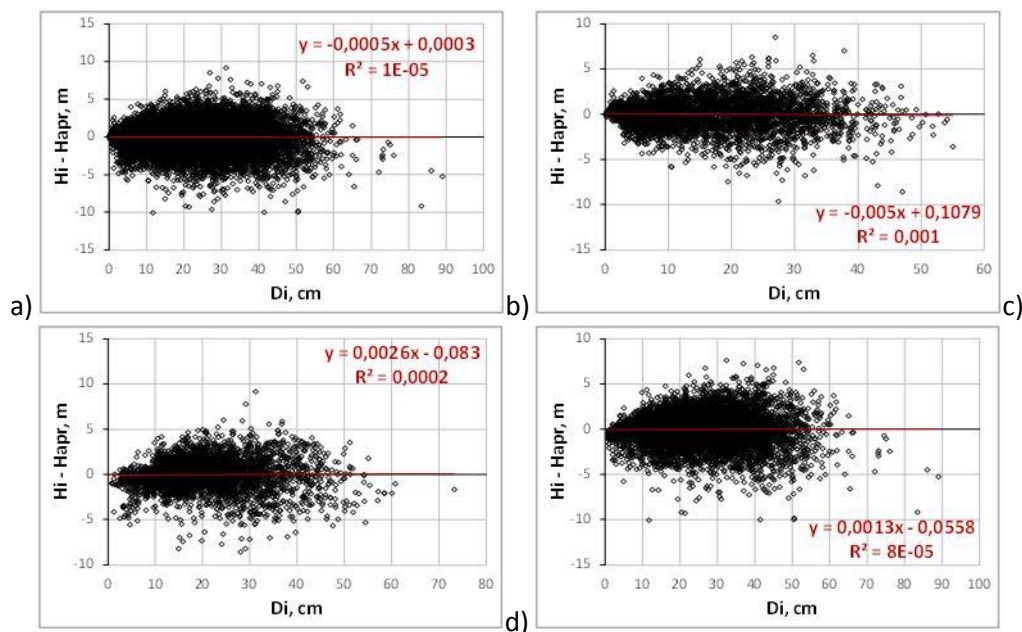 15
10
5
0
-5
-10
-15
0 10 20 30 40 50 60 70 80 90 100
Hi - Hapr, m
Di, cm
y = -0,0005x + 0,0003
R² = 1E-05
a)
10
5
0
-5
-10
-15
0 10 20 30 40 50 60
Hi - Hapr, m
Di, cm
y = -0,005x + 0,1079
R² = 0,001
b)
c)
15
10
5
0
-5
-10
0 10 20 30 40 50 60 70 80
Hi - Hapr, m
Di, cm
y = 0,0026x - 0,083
R² = 0,0002
10
5
0
-5
-10
-15
0 10 20 30 40 50 60 70 80 90 100
Hi - Hapr, m
Di, cm
y = 0,0013x - 0,0558
R² = 8E-05
d)